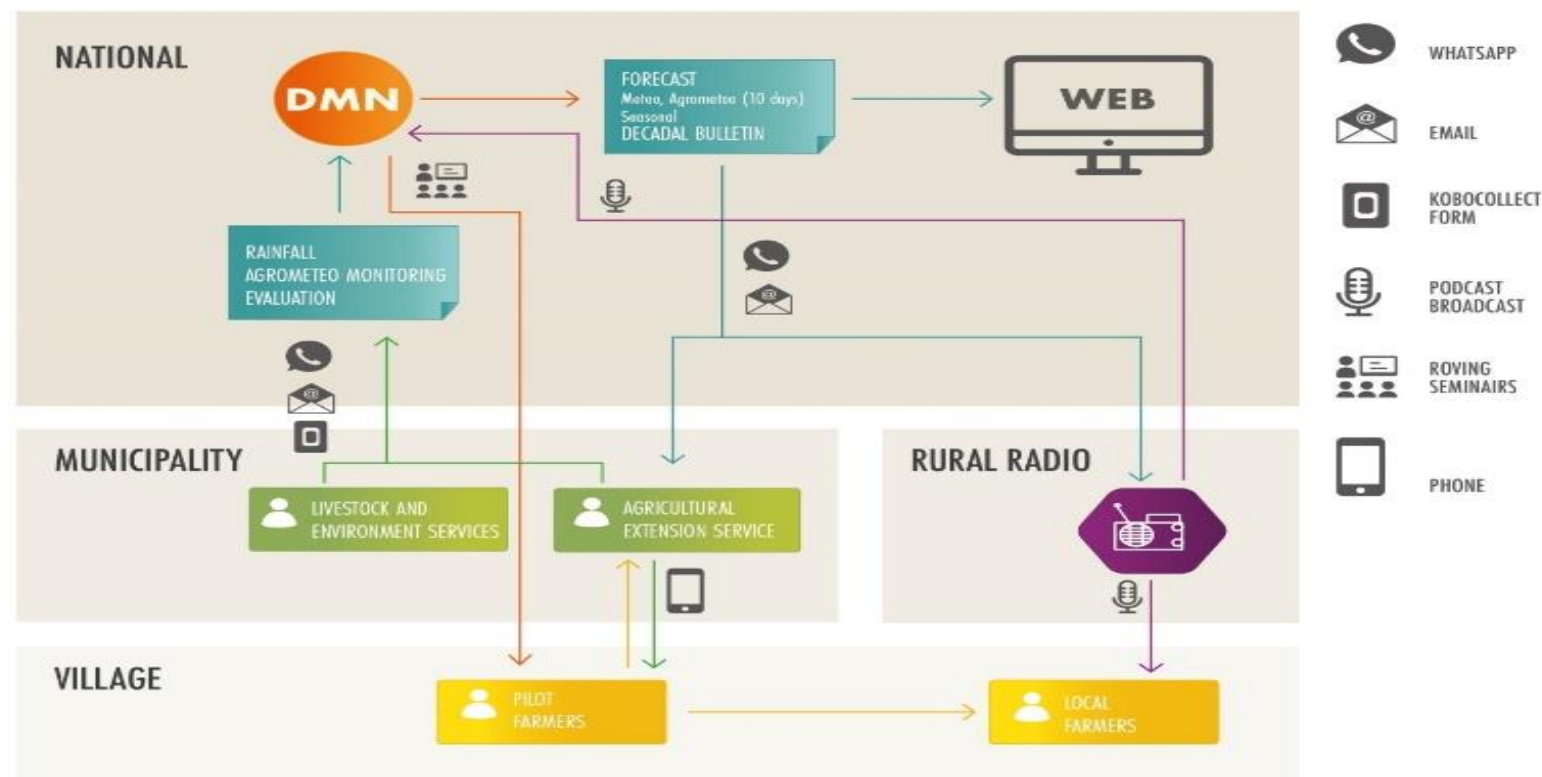 NATIONAL
DMN
FORECAST
Meteo, Agrometeo (10 days)
Seasonal
DECADAL BULLETIN
WEB
RAINFALL
AGROMETEO MONITORING
EVALUATION
MUNICIPALITY
LIVESTOCK AND
ENVIRONMENT SERVICES
AGRICULTURAL
EXTENSION SERVICE
RURAL RADIO
VILLAGE
PILOT
FARMERS
LOCAL
FARMERS
WHATSAPP
EMAIL
KOBOCOLLECT
FORM
PODCAST
BROADCAST
ROVING
SEMINAIRS
PHONE